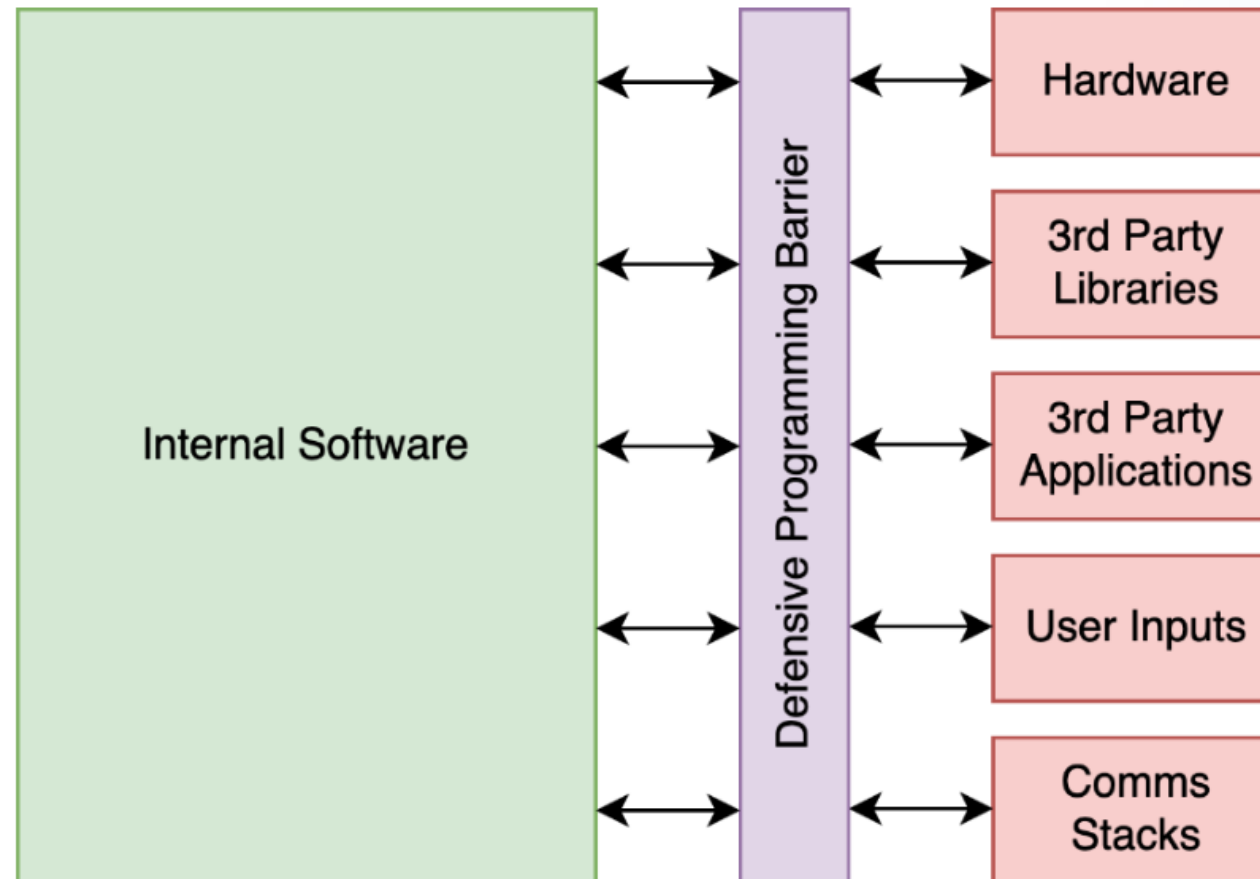 Internal Software
Defensive Programming Barrier
Hardware
3rd Party
Libraries
3rd Party
Applications
User Inputs
Comms
Stacks